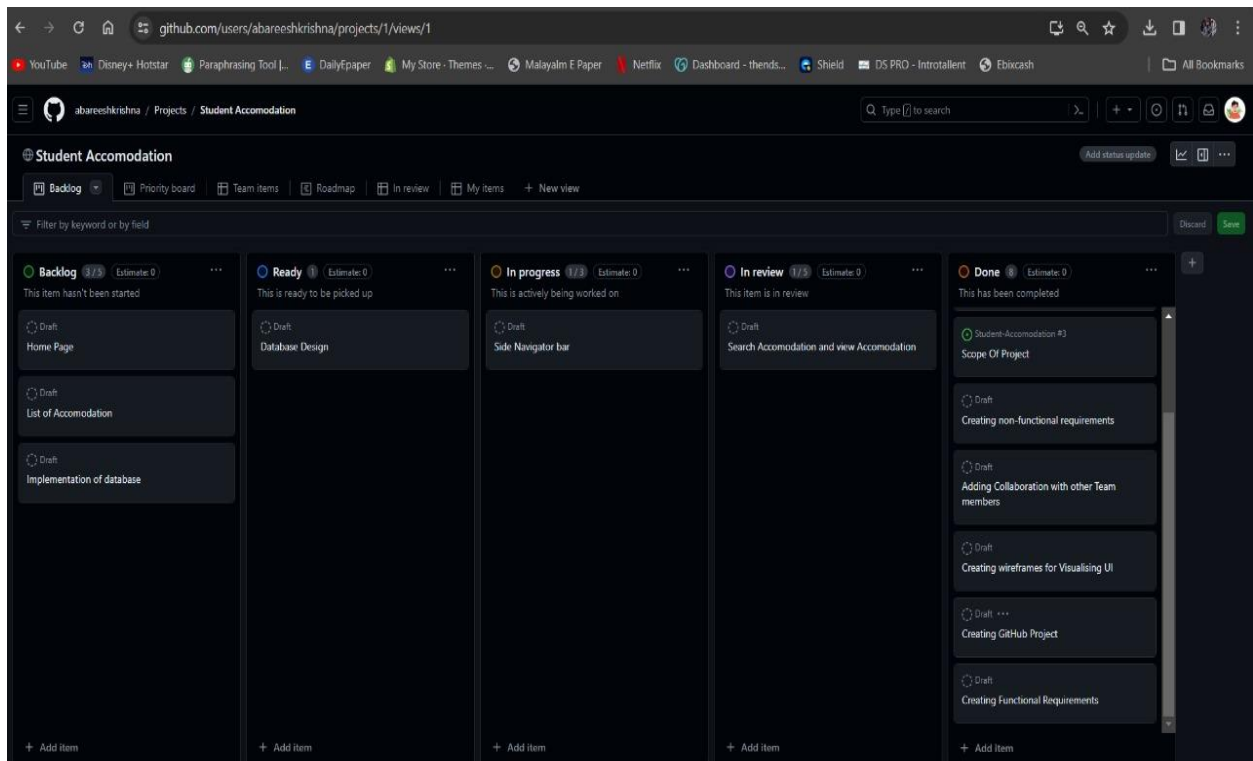 github.com/users/abareeshkrishna/projects/1/views/1
YouTube Disney+ Hotstar Paraphrasing Tool |... DailyEpaper My Store · Themes ·... Malayalm E Paper Netflix Dashboard - thends... Shield DS PRO - Introtallent Ebixcash All Bookmarks
abareeshkrishna / Projects / Student Accomodation Type / to search
Student Accomodation Add status update
Backlog Priority board Team items Roadmap In review My items + New view
Filter by keyword or by field Discard Save
Backlog 3/5 Estimate: 0
This item hasn't been started
Draft
Home Page
Draft
List of Accomodation
Draft
Implementation of database
+ Add item
Ready 1 Estimate: 0
This is ready to be picked up
Draft
Database Design
+ Add item
In progress 1/3 Estimate: 0
This is actively being worked on
Draft
Side Navigator bar
+ Add item
In review 1/5 Estimate: 0
This item is in review
Draft
Search Accomodation and view Accomodation
+ Add item
Done 8 Estimate: 0
This has been completed
Student-Accomodation #3
Scope Of Project
Draft
Creating non-functional requirements
Draft
Adding Collaboration with other Team
members
Draft
Creating wireframes for Visualising UI
Draft
Creating GitHub Project
Draft
Creating Functional Requirements
+ Add item